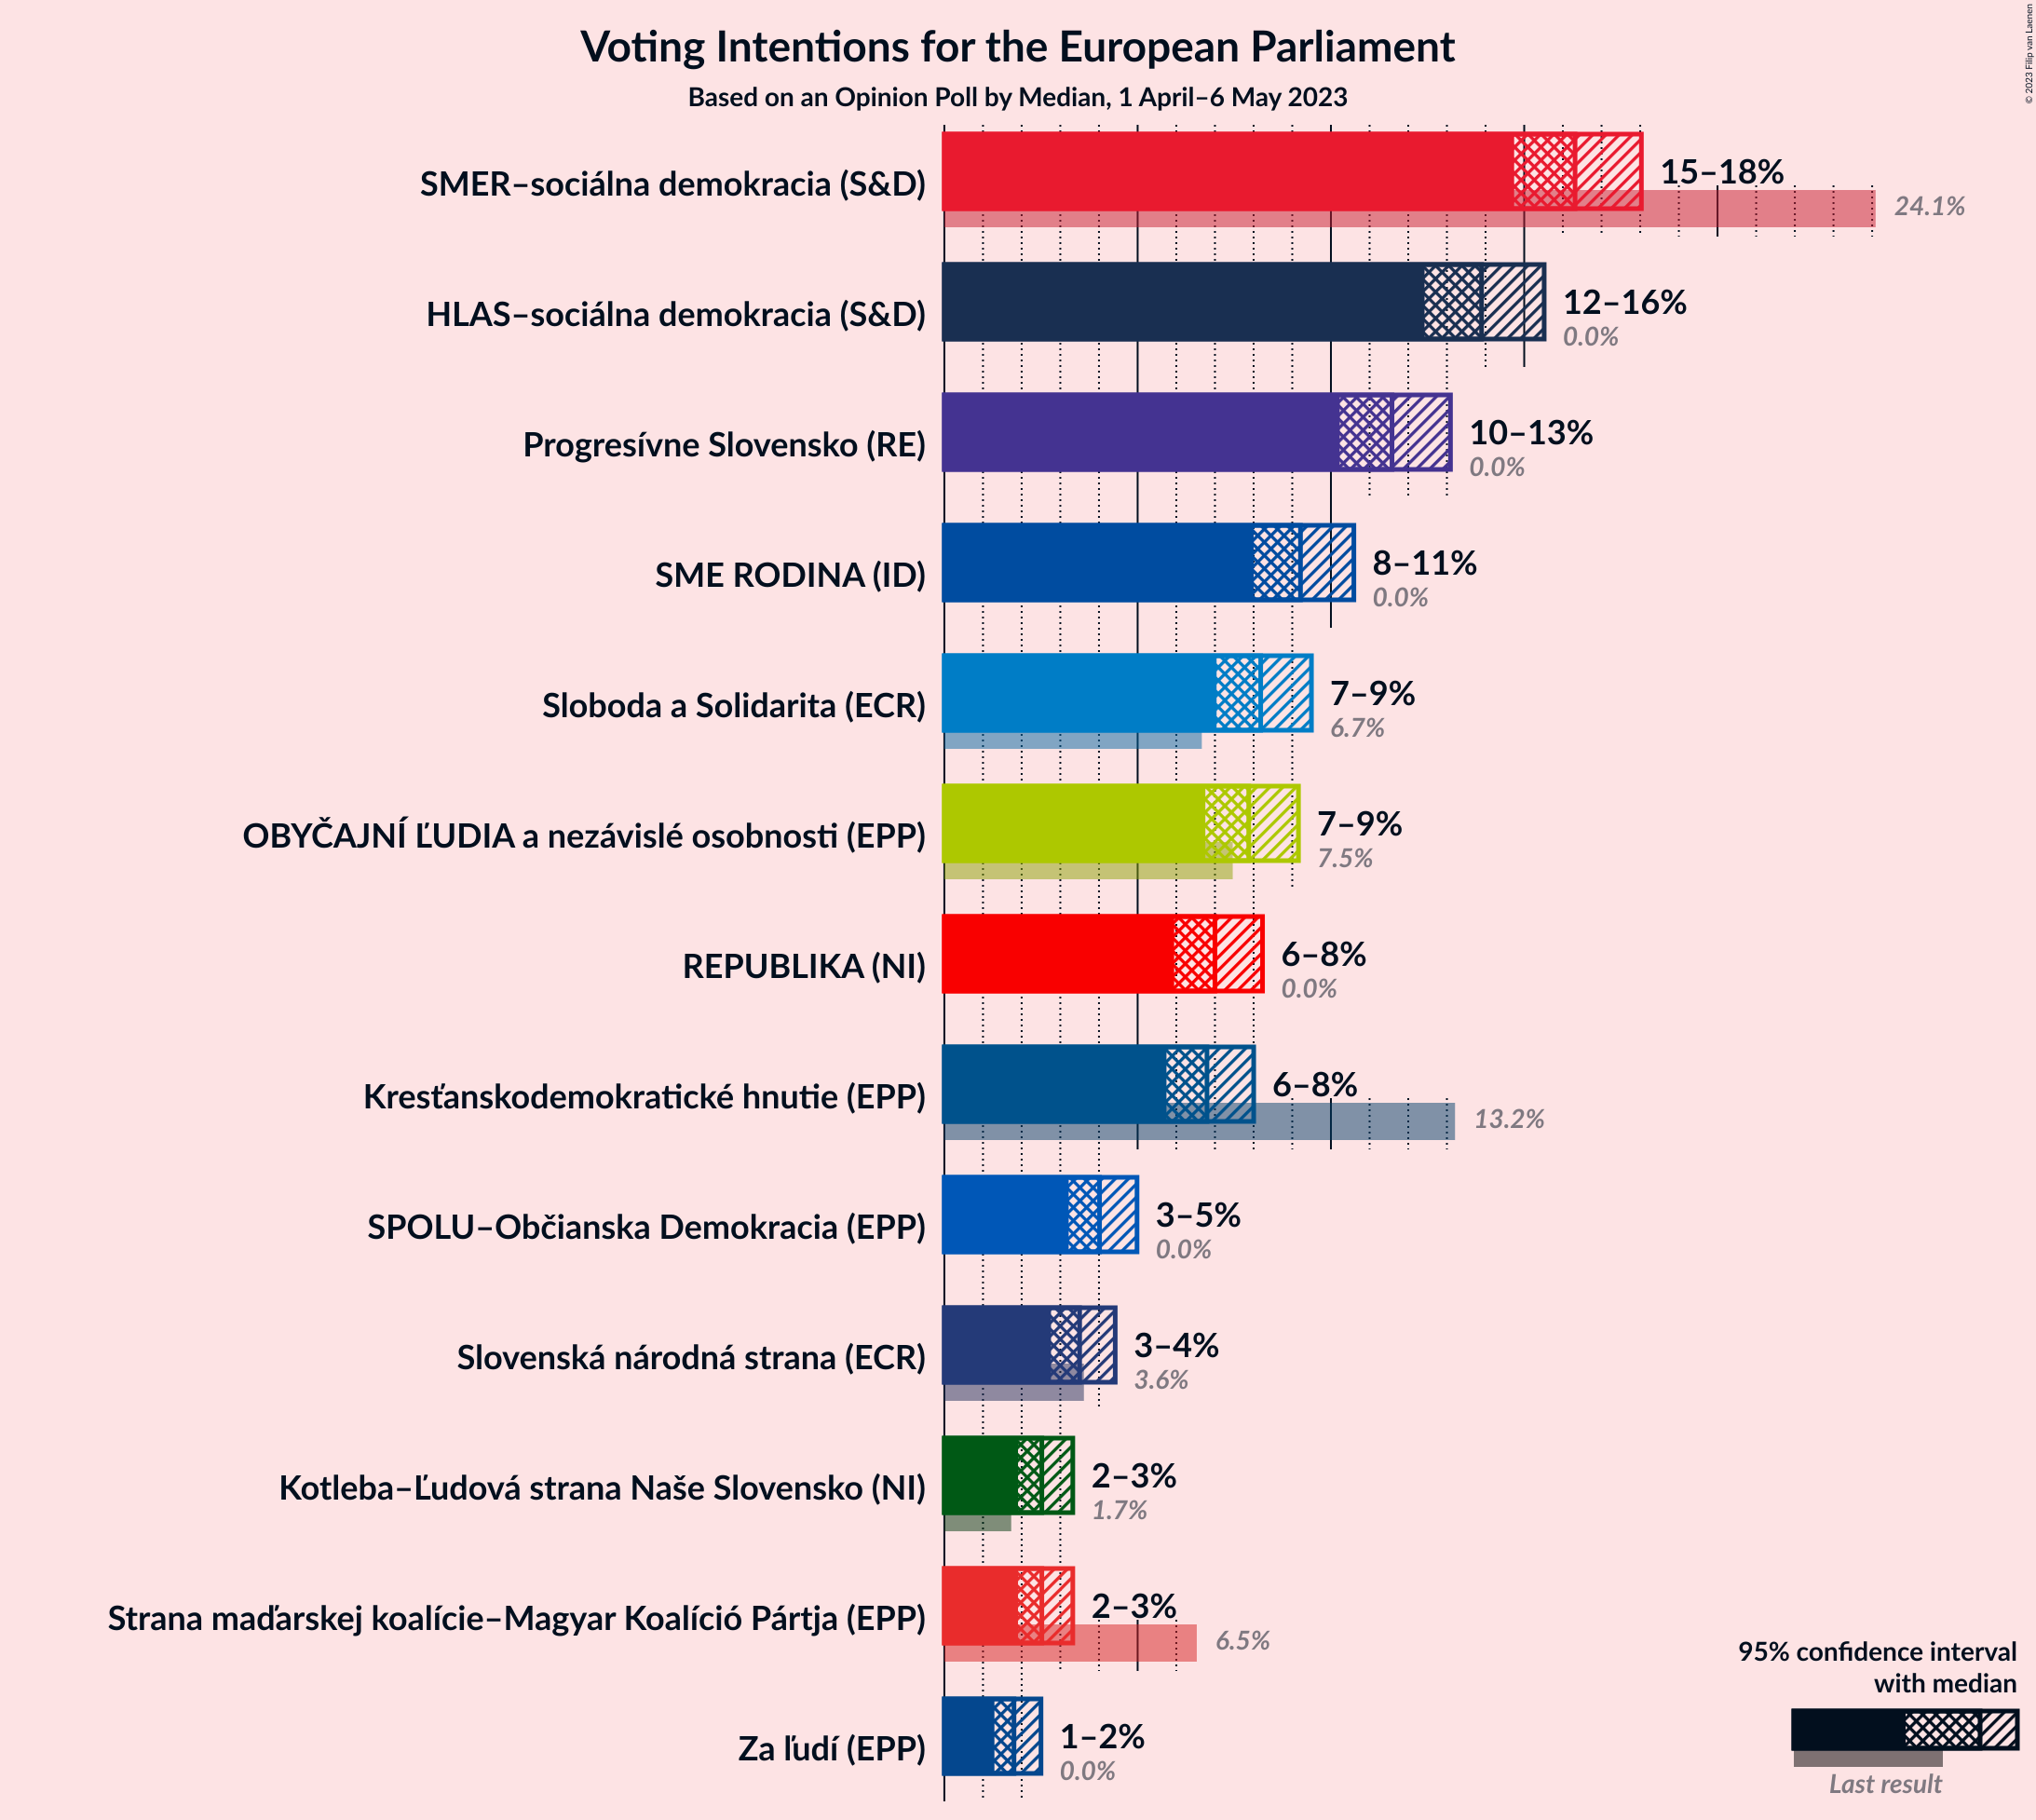 Voting Intentions for the European Parliament
Based on an Opinion Poll by Median, 1 April–6 May 2023
© 2023 Filip van Laenen
SMER–sociálna demokracia (S&D)
15–18%
24.1%
HLAS–sociálna demokracia (S&D)
12–16%
0.0%
Progresívne Slovensko (RE)
10–13%
0.0%
SME RODINA (ID)
8–11%
0.0%
Sloboda a Solidarita (ECR)
7–9%
6.7%
OBYČAJNÍ ĽUDIA a nezávislé osobnosti (EPP)
7–9%
7.5%
REPUBLIKA (NI)
6–8%
0.0%
Kresťanskodemokratické hnutie (EPP)
6–8%
13.2%
SPOLU–Občianska Demokracia (EPP)
3–5%
0.0%
Slovenská národná strana (ECR)
3–4%
3.6%
Kotleba–Ľudová strana Naše Slovensko (NI)
2–3%
1.7%
Strana maďarskej koalície–Magyar Koalíció Pártja (EPP)
2–3%
6.5%
Za ľudí (EPP)
1–2%
0.0%
95% confidence interval
with median
Last result